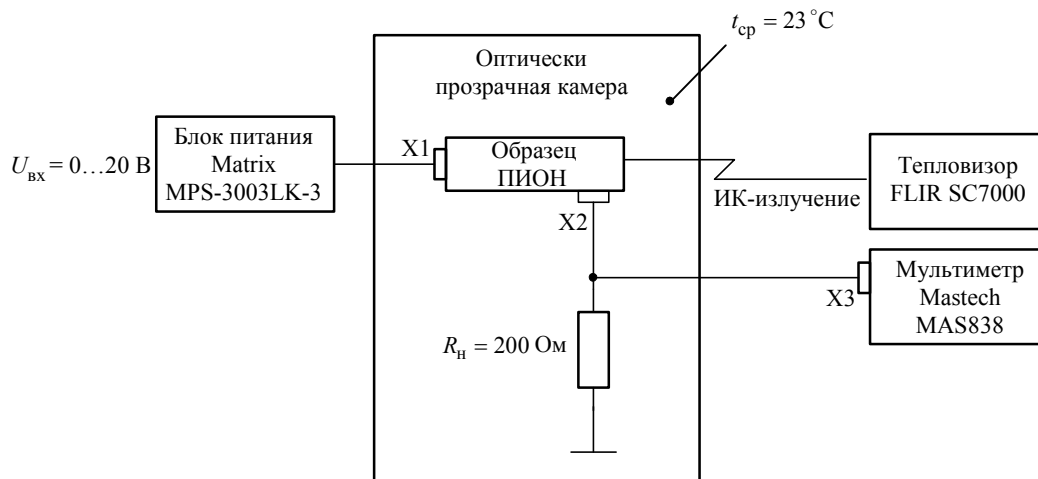 t_ср = 23 °C
Оптически
прозрачная камера
Блок питания
Matrix
MPS-3003LK-3
U_вх = 0…20 В
X1
Образец
ПИОН
X2
ИК-излучение
Тепловизор
FLIR SC7000
X3
Мультиметр
Mastech
MAS838
R_н = 200 Ом